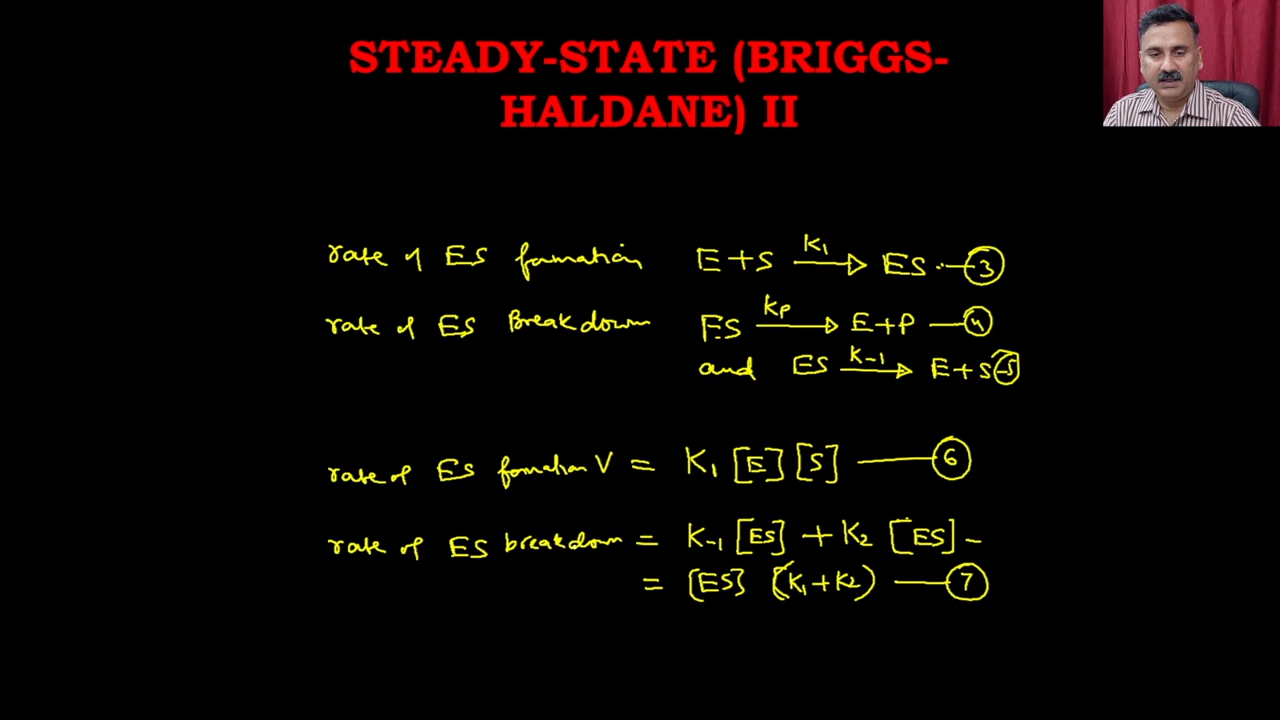 STEADY-STATE (BRIGGS-
HALDANE) II
rate of ES formation E+S K1 → ES. — 3
rate of ES Breakdown ES Kp → E+P — 4
and ES K-1 → E+S — 5
rate of ES formation V = K1 [E] [S] — 6
rate of ES breakdown = K-1 [ES] + K2 [ES] -
= [ES] (K1+K2) — 7